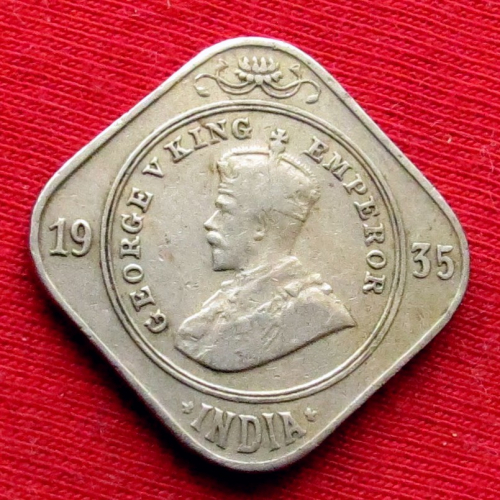 GEORGE V KING EMPEROR
19 35
INDIA